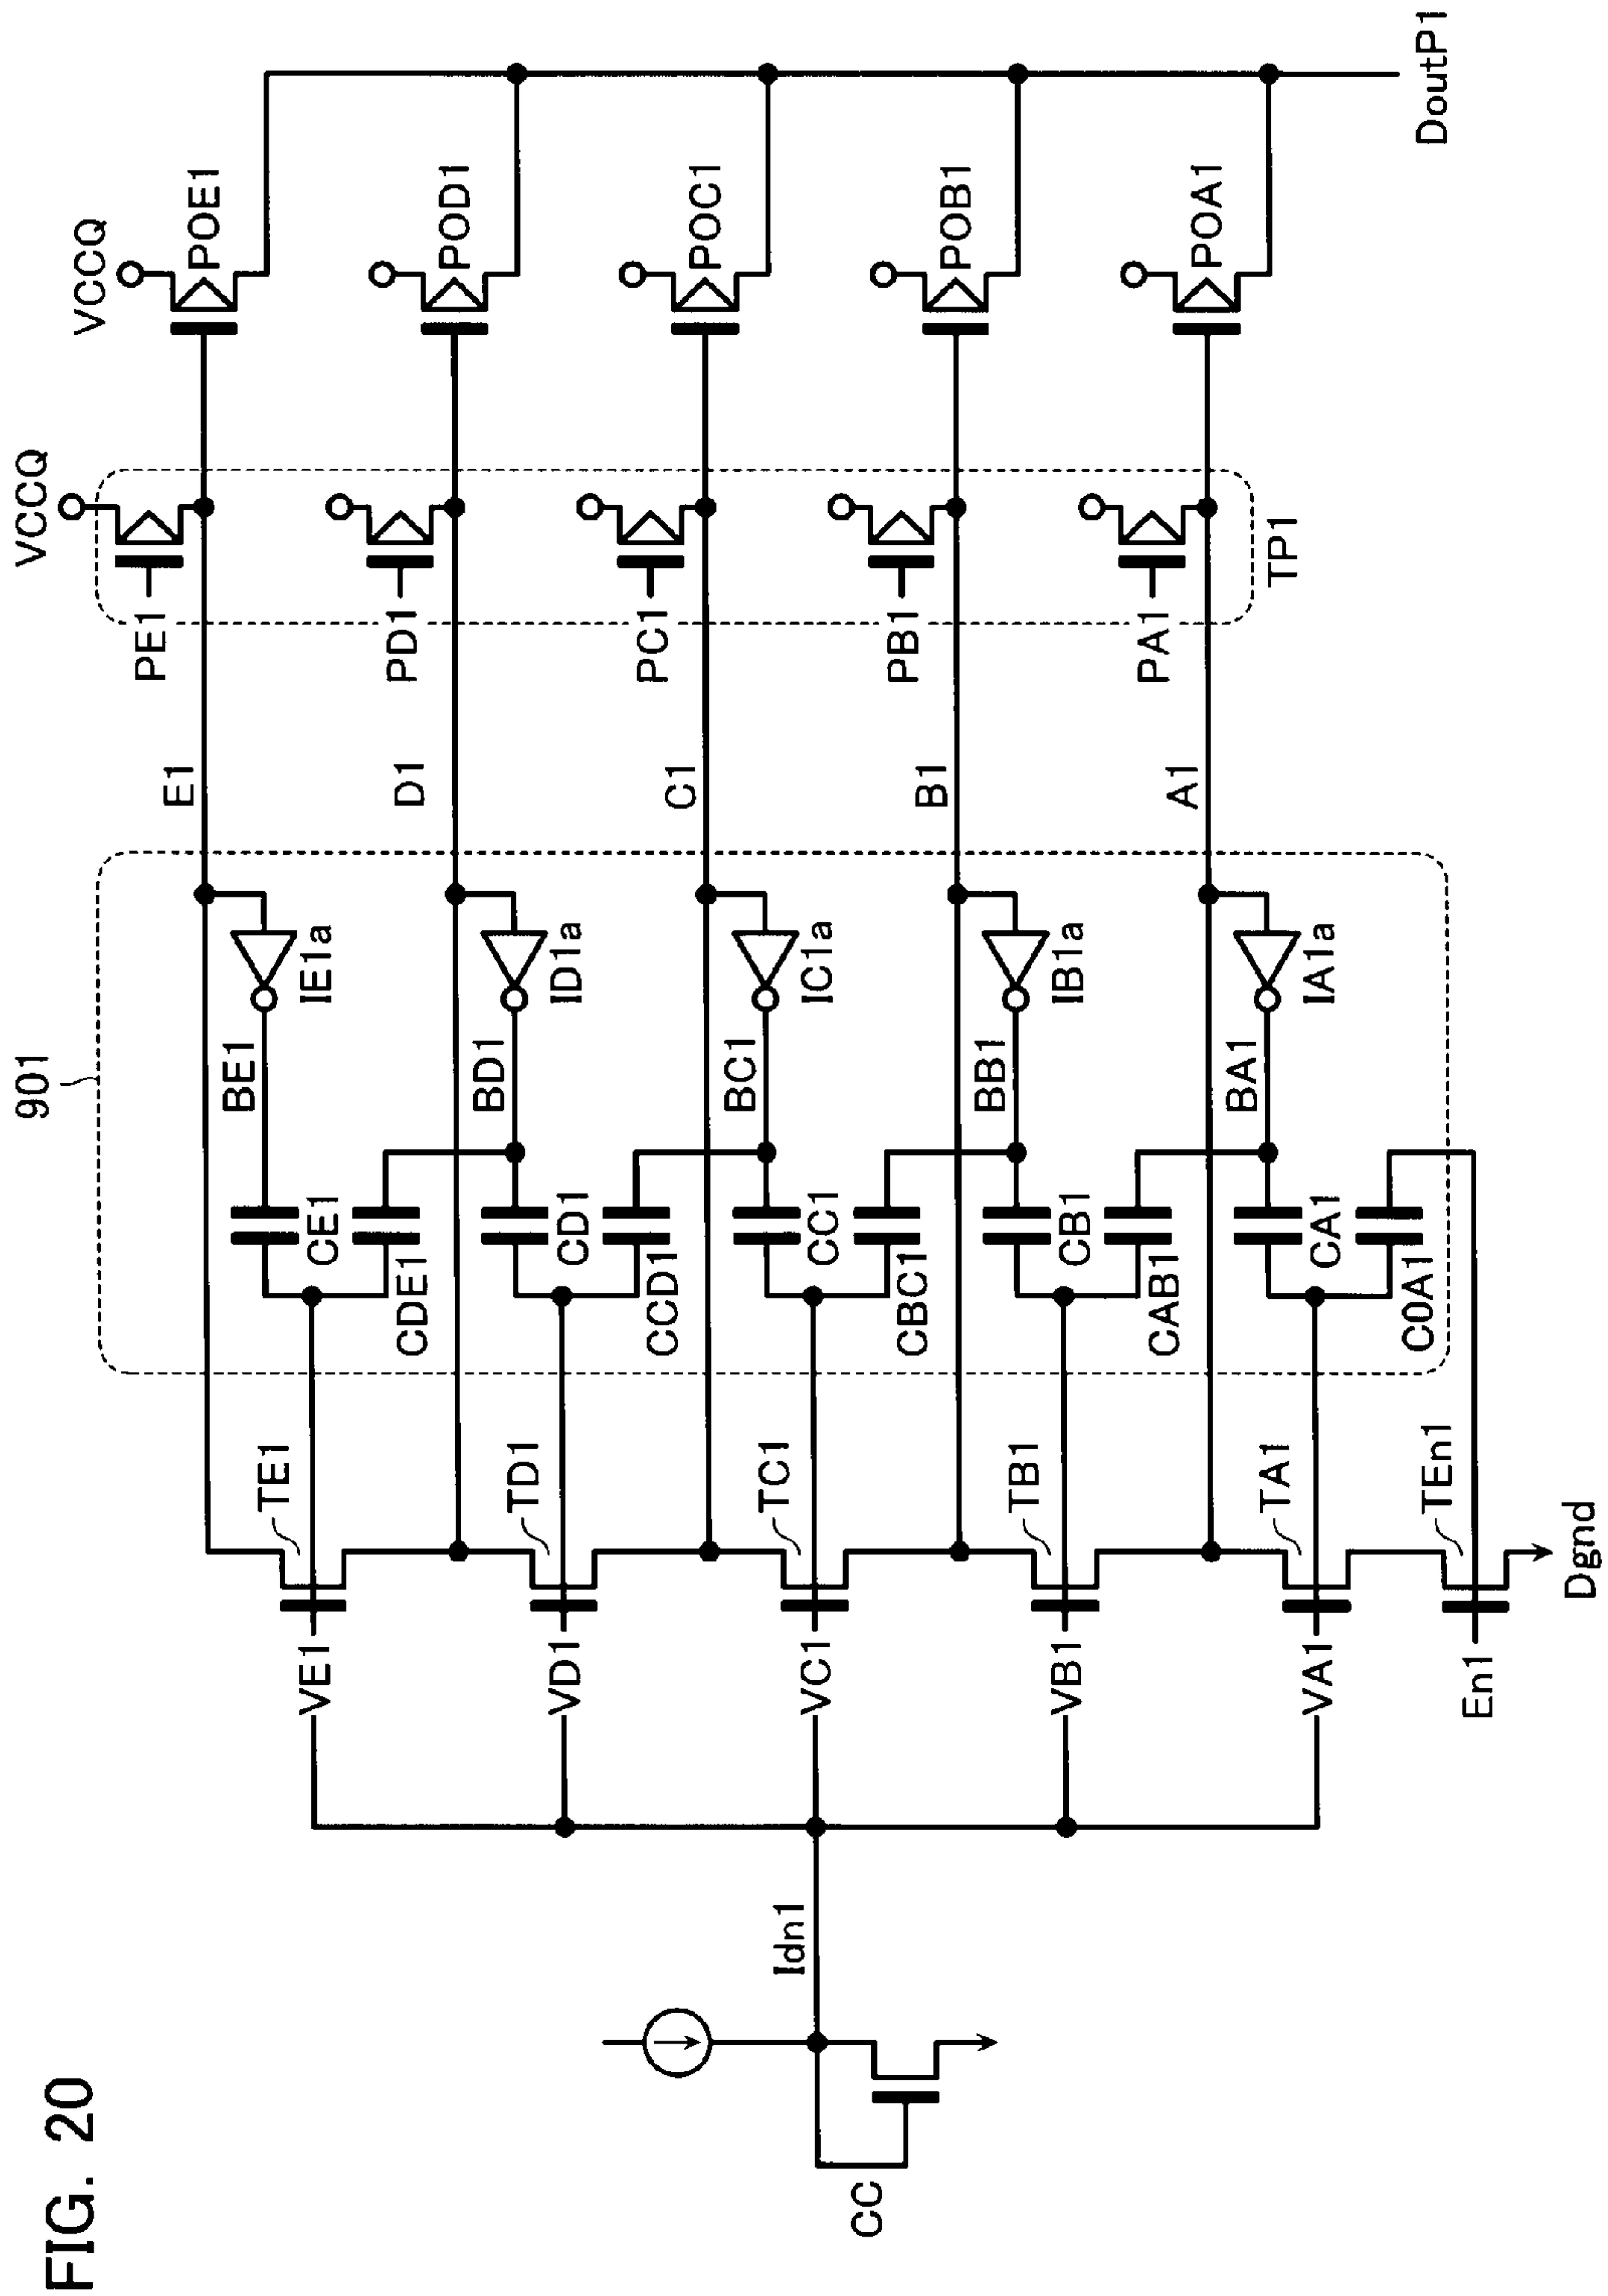 FIG. 20
901
VCCQ
VCCQ
PE1
POE1
E1
BE1
IE1a
CE1
CDE1
TE1
VE1
PD1
POD1
D1
BD1
ID1a
CD1
CCD1
TD1
VD1
PC1
POC1
C1
BC1
IC1a
CC1
CBC1
TC1
VC1
Idn1
CC
PB1
POB1
B1
BB1
IB1a
CB1
CAB1
TB1
VB1
PA1
POA1
A1
BA1
IA1a
CA1
C0A1
TA1
VA1
TP1
TEn1
En1
Dgnd
DoutP1